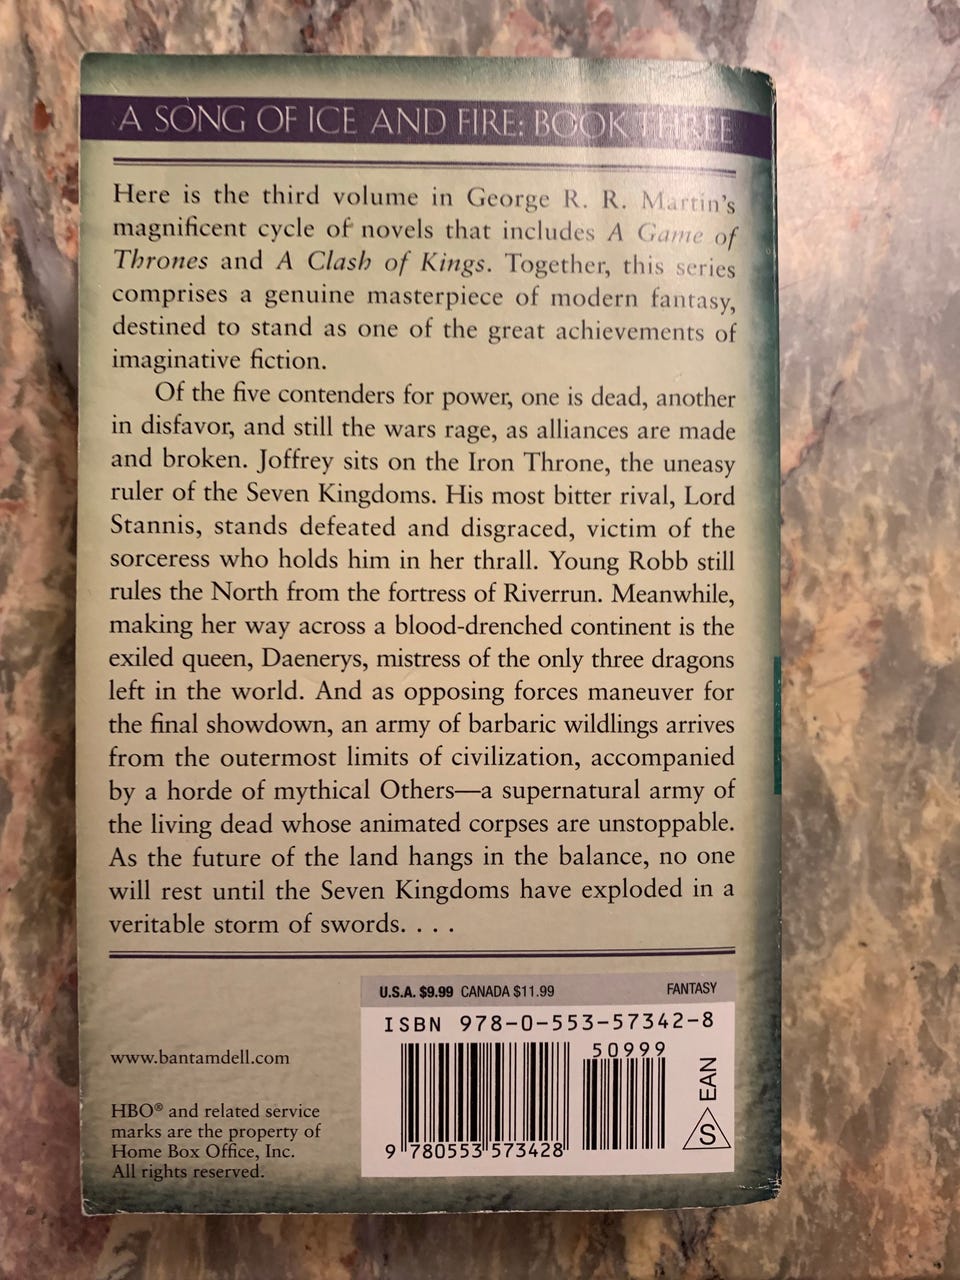 A SONG OF ICE AND FIRE: BOOK THREE
Here is the third volume in George R. R. Martin's
magnificent cycle of novels that includes A Game of
Thrones and A Clash of Kings. Together, this series
comprises a genuine masterpiece of modern fantasy,
destined to stand as one of the great achievements of
imaginative fiction.
Of the five contenders for power, one is dead, another
in disfavor, and still the wars rage, as alliances are made
and broken. Joffrey sits on the Iron Throne, the uneasy
ruler of the Seven Kingdoms. His most bitter rival, Lord
Stannis, stands defeated and disgraced, victim of the
sorceress who holds him in her thrall. Young Robb still
rules the North from the fortress of Riverrun. Meanwhile,
making her way across a blood-drenched continent is the
exiled queen, Daenerys, mistress of the only three dragons
left in the world. And as opposing forces maneuver for
the final showdown, an army of barbaric wildlings arrives
from the outermost limits of civilization, accompanied
by a horde of mythical Others—a supernatural army of
the living dead whose animated corpses are unstoppable.
As the future of the land hangs in the balance, no one
will rest until the Seven Kingdoms have exploded in a
veritable storm of swords. . . .
U.S.A. $9.99 CANADA $11.99 FANTASY
ISBN 978-0-553-57342-8
50999
9 780553 573428
EAN
S
www.bantamdell.com
HBO® and related service
marks are the property of
Home Box Office, Inc.
All rights reserved.